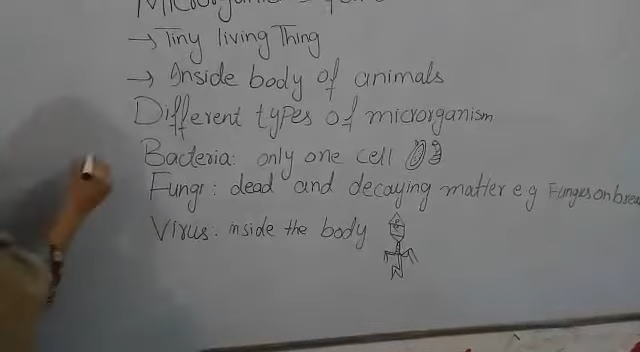 → Tiny living Thing
→ Inside body of animals
Different types of microrganism
Bacteria: only one cell
Fungi: dead and decaying matter e.g Funges on bread
Virus: inside the body